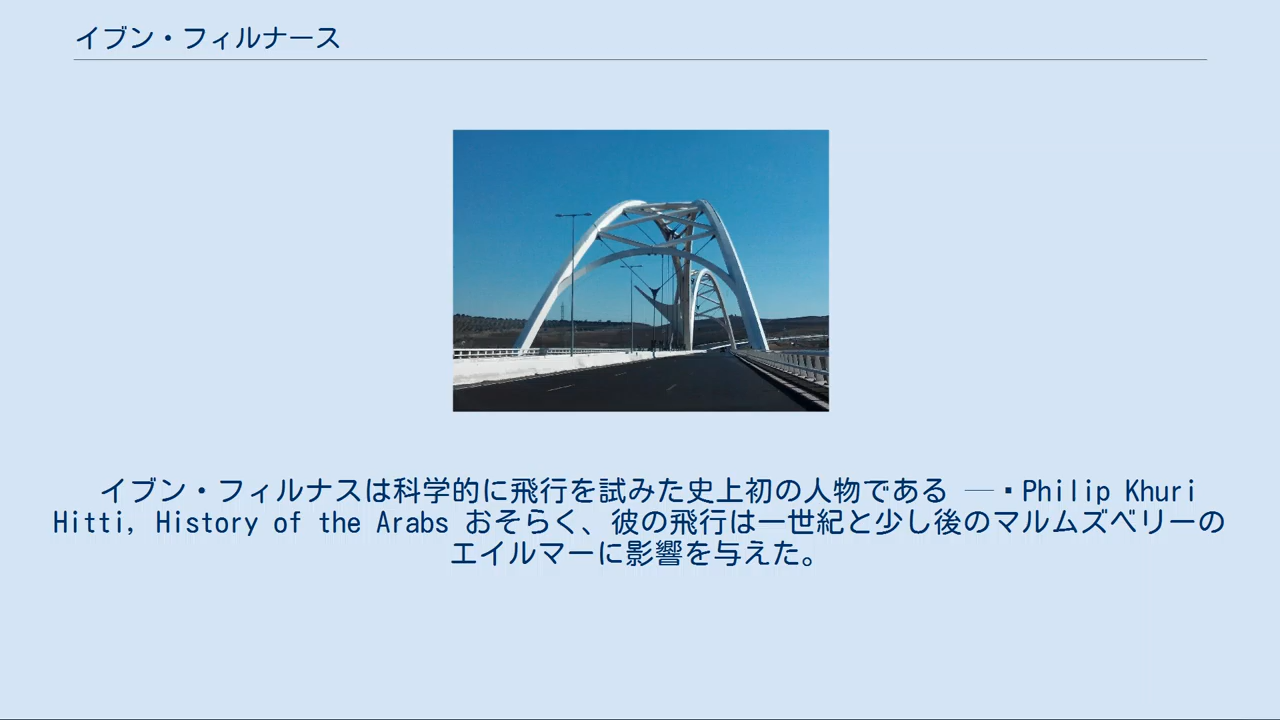 イブン・フィルナース
イブン・フィルナスは科学的に飛行を試みた史上初の人物である ―▪Philip Khuri
Hitti, History of the Arabs おそらく、彼の飛行は一世紀と少し後のマルムズベリーの
エイルマーに影響を与えた。